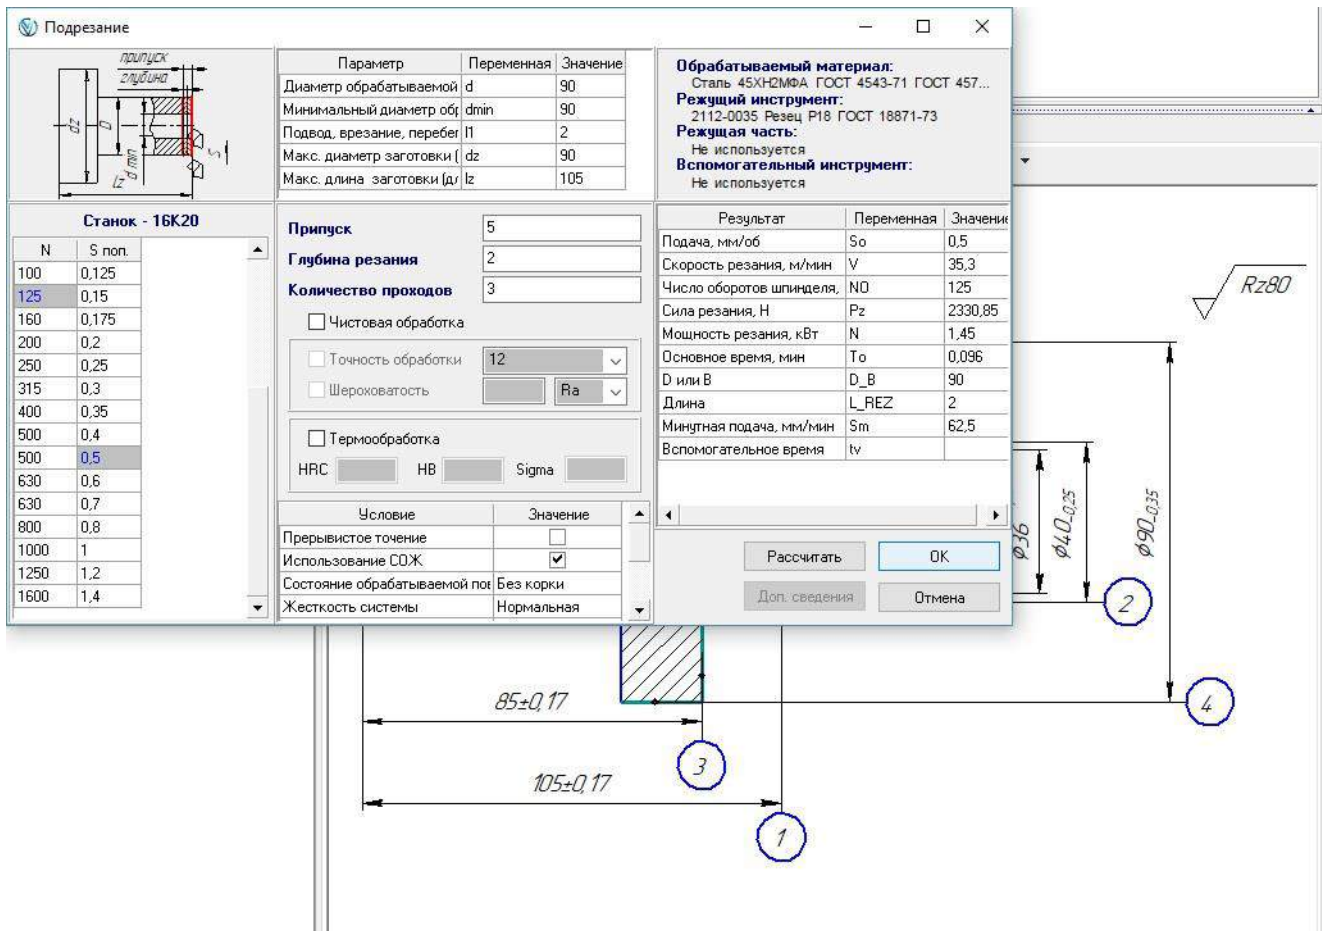 Подрезание
припуск
глубина
dz
D
d min
lz
S
Параметр Переменная Значение
Диаметр обрабатываемой d 90
Минимальный диаметр обр dmin 90
Подвод, врезание, перебег l1 2
Макс. диаметр заготовки ( dz 90
Макс. длина заготовки (дл lz 105
Обрабатываемый материал:
Сталь 45ХН2МФА ГОСТ 4543-71 ГОСТ 457...
Режущий инструмент:
2112-0035 Резец Р18 ГОСТ 18871-73
Режущая часть:
Не используется
Вспомогательный инструмент:
Не используется
Станок - 16К20
N S поп.
100 0,125
125 0,15
160 0,175
200 0,2
250 0,25
315 0,3
400 0,35
500 0,4
500 0,5
630 0,6
630 0,7
800 0,8
1000 1
1250 1,2
1600 1,4
Припуск 5
Глубина резания 2
Количество проходов 3
Чистовая обработка
Точность обработки 12
Шероховатость Ra
Термообработка
HRC HB Sigma
Условие Значение
Прерывистое точение
Использование СОЖ
Состояние обрабатываемой пов Без корки
Жесткость системы Нормальная
Результат Переменная Значение
Подача, мм/об So 0,5
Скорость резания, м/мин V 35,3
Число оборотов шпинделя, NO 125
Сила резания, Н Pz 2330,85
Мощность резания, кВт N 1,45
Основное время, мин To 0,096
D или B D_B 90
Длина L_REZ 2
Минутная подача, мм/мин Sm 62,5
Вспомогательное время tv
Рассчитать OK
Доп. сведения Отмена
Rz80
ϕ36
ϕ40-0,25
ϕ90-0,35
2
4
85±0,17
3
105±0,17
1